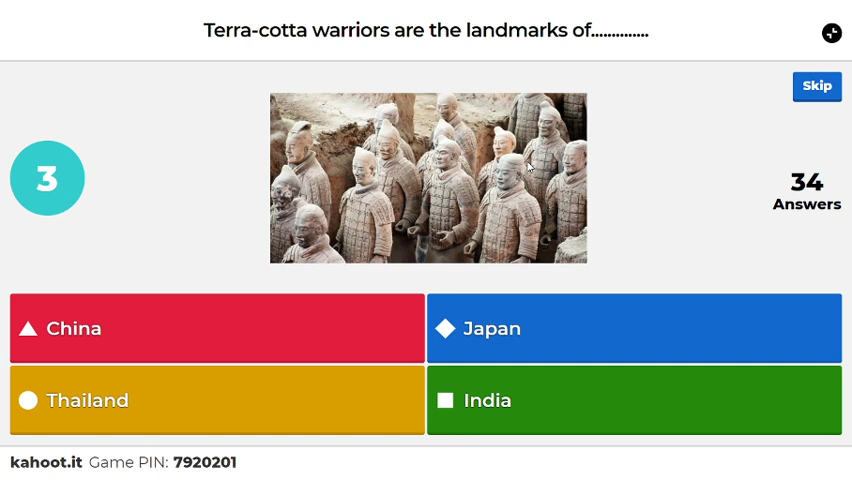 Terra-cotta warriors are the landmarks of..............
Skip
3
34
Answers
China
Japan
Thailand
India
kahoot.it Game PIN: 7920201